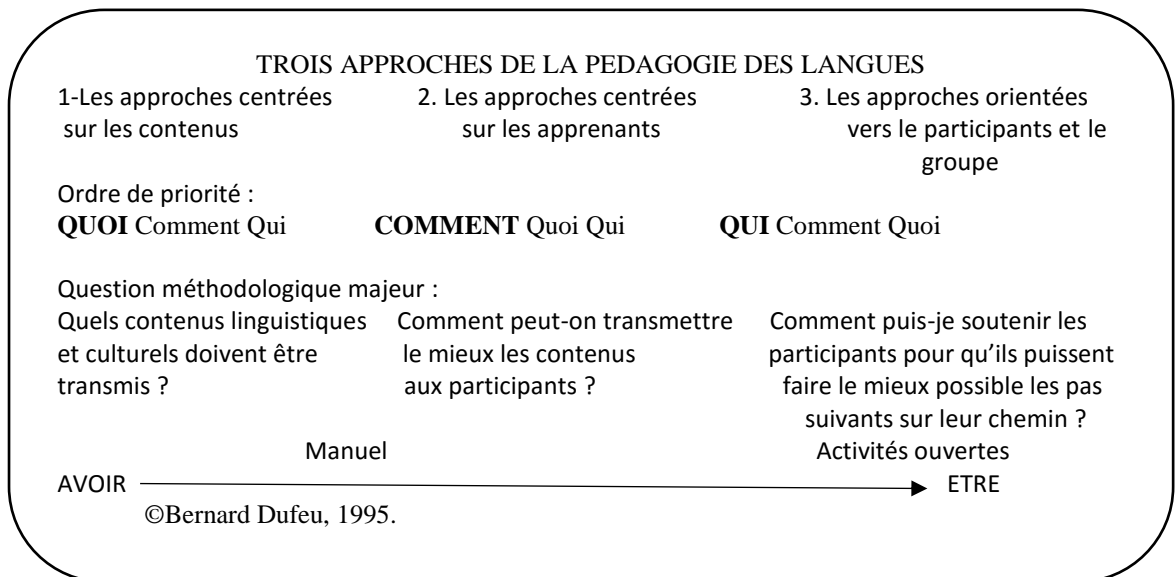 TROIS APPROCHES DE LA PEDAGOGIE DES LANGUES
1-Les approches centrées 2. Les approches centrées 3. Les approches orientées
sur les contenus sur les apprenants vers le participants et le
groupe
Ordre de priorité :
QUOI Comment Qui COMMENT Quoi Qui QUI Comment Quoi
Question méthodologique majeur :
Quels contenus linguistiques Comment peut-on transmettre Comment puis-je soutenir les
et culturels doivent être le mieux les contenus participants pour qu’ils puissent
transmis ? aux participants ? faire le mieux possible les pas
suivants sur leur chemin ?
Manuel Activités ouvertes
AVOIR ETRE
©Bernard Dufeu, 1995.